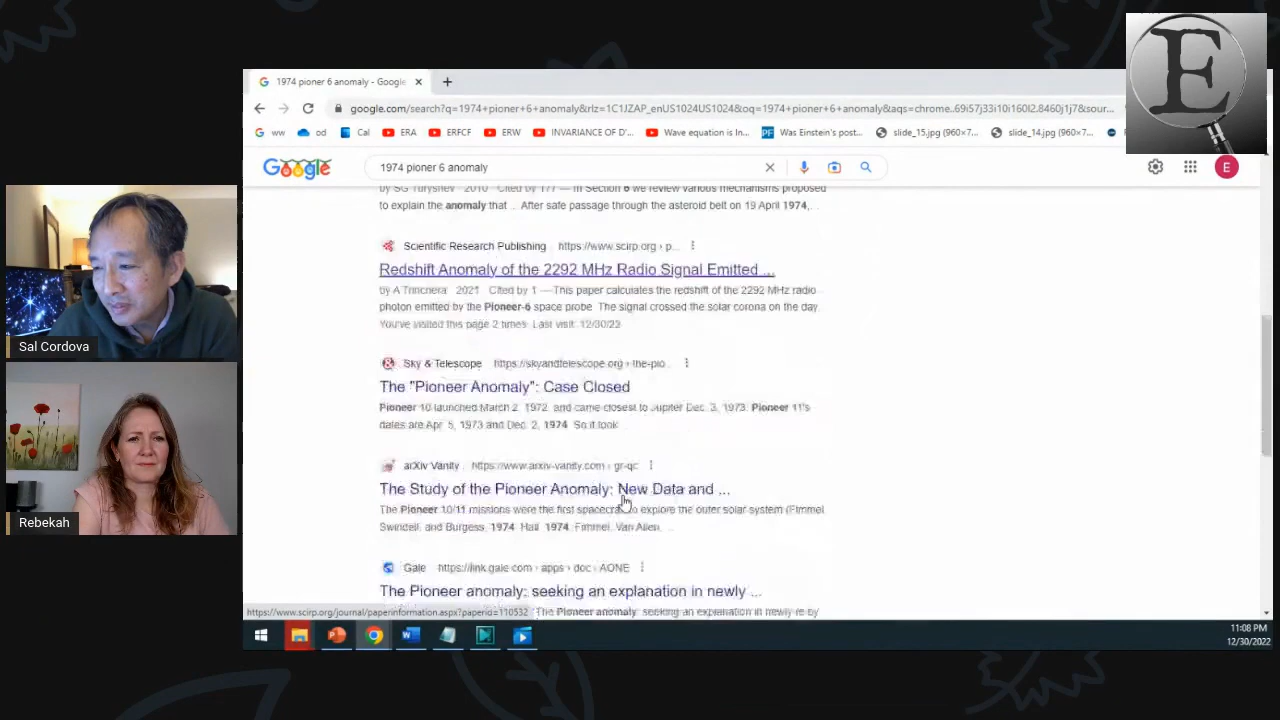 E
1974 pioner 6 anomaly - Google
google.com/search?q=1974+pioner+6+anomaly&rlz=1C1JZAP_enUS1024US1024&oq=1974+pioner+6+anomaly&aqs=chrome..69i57j33i10i160l2.8460j1j7&sour...
ww od Cal ERA ERFCF ERW INVARIANCE OF D'... Wave equation is In... Was Einstein's post... slide_15.jpg (960×7... slide_14.jpg (960×7...
Google 1974 pioner 6 anomaly E
by SG Turyshev 2010 Cited by 177 — In Section 6 we review various mechanisms proposed
to explain the anomaly that .. After safe passage through the asteroid belt on 19 April 1974,..
Scientific Research Publishing https://www.scirp.org › p...
Redshift Anomaly of the 2292 MHz Radio Signal Emitted ...
by A Trinchera 2021 Cited by 1 — This paper calculates the redshift of the 2292 MHz radio
photon emitted by the Pioneer-6 space probe The signal crossed the solar corona on the day
You've visited this page 2 times Last visit: 12/30/22
Sky & Telescope https://skyandtelescope.org › the-pio...
The "Pioneer Anomaly": Case Closed
Pioneer 10 launched March 2 1972 and came closest to Jupiter Dec. 3, 1973 Pioneer 11's
dates are Apr. 5, 1973 and Dec. 2, 1974 So it took
arXiv Vanity https://www.arxiv-vanity.com › gr-qc
The Study of the Pioneer Anomaly: New Data and ...
The Pioneer 10/11 missions were the first spacecraft to explore the outer solar system (Fimmel
Swindell, and Burgess, 1974 Hall 1974 Fimmel, Van Allen,
Gale https://link.gale.com › apps › doc › AONE
The Pioneer anomaly: seeking an explanation in newly ...
https://www.scirp.org/journal/paperinformation.aspx?paperid=110532 The Pioneer anomaly seeking an explanation in newly re by
11:08 PM
12/30/2022
Sal Cordova
Rebekah